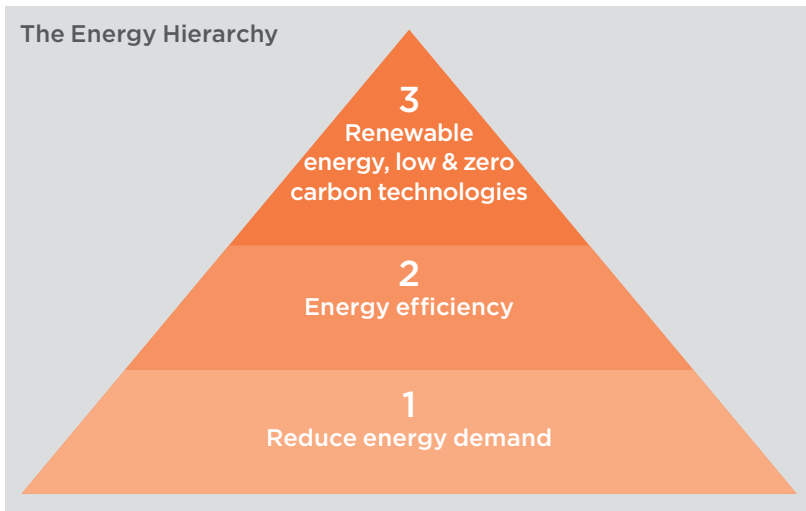 The Energy Hierarchy
3
Renewable
energy, low & zero
carbon technologies
2
Energy efficiency
1
Reduce energy demand